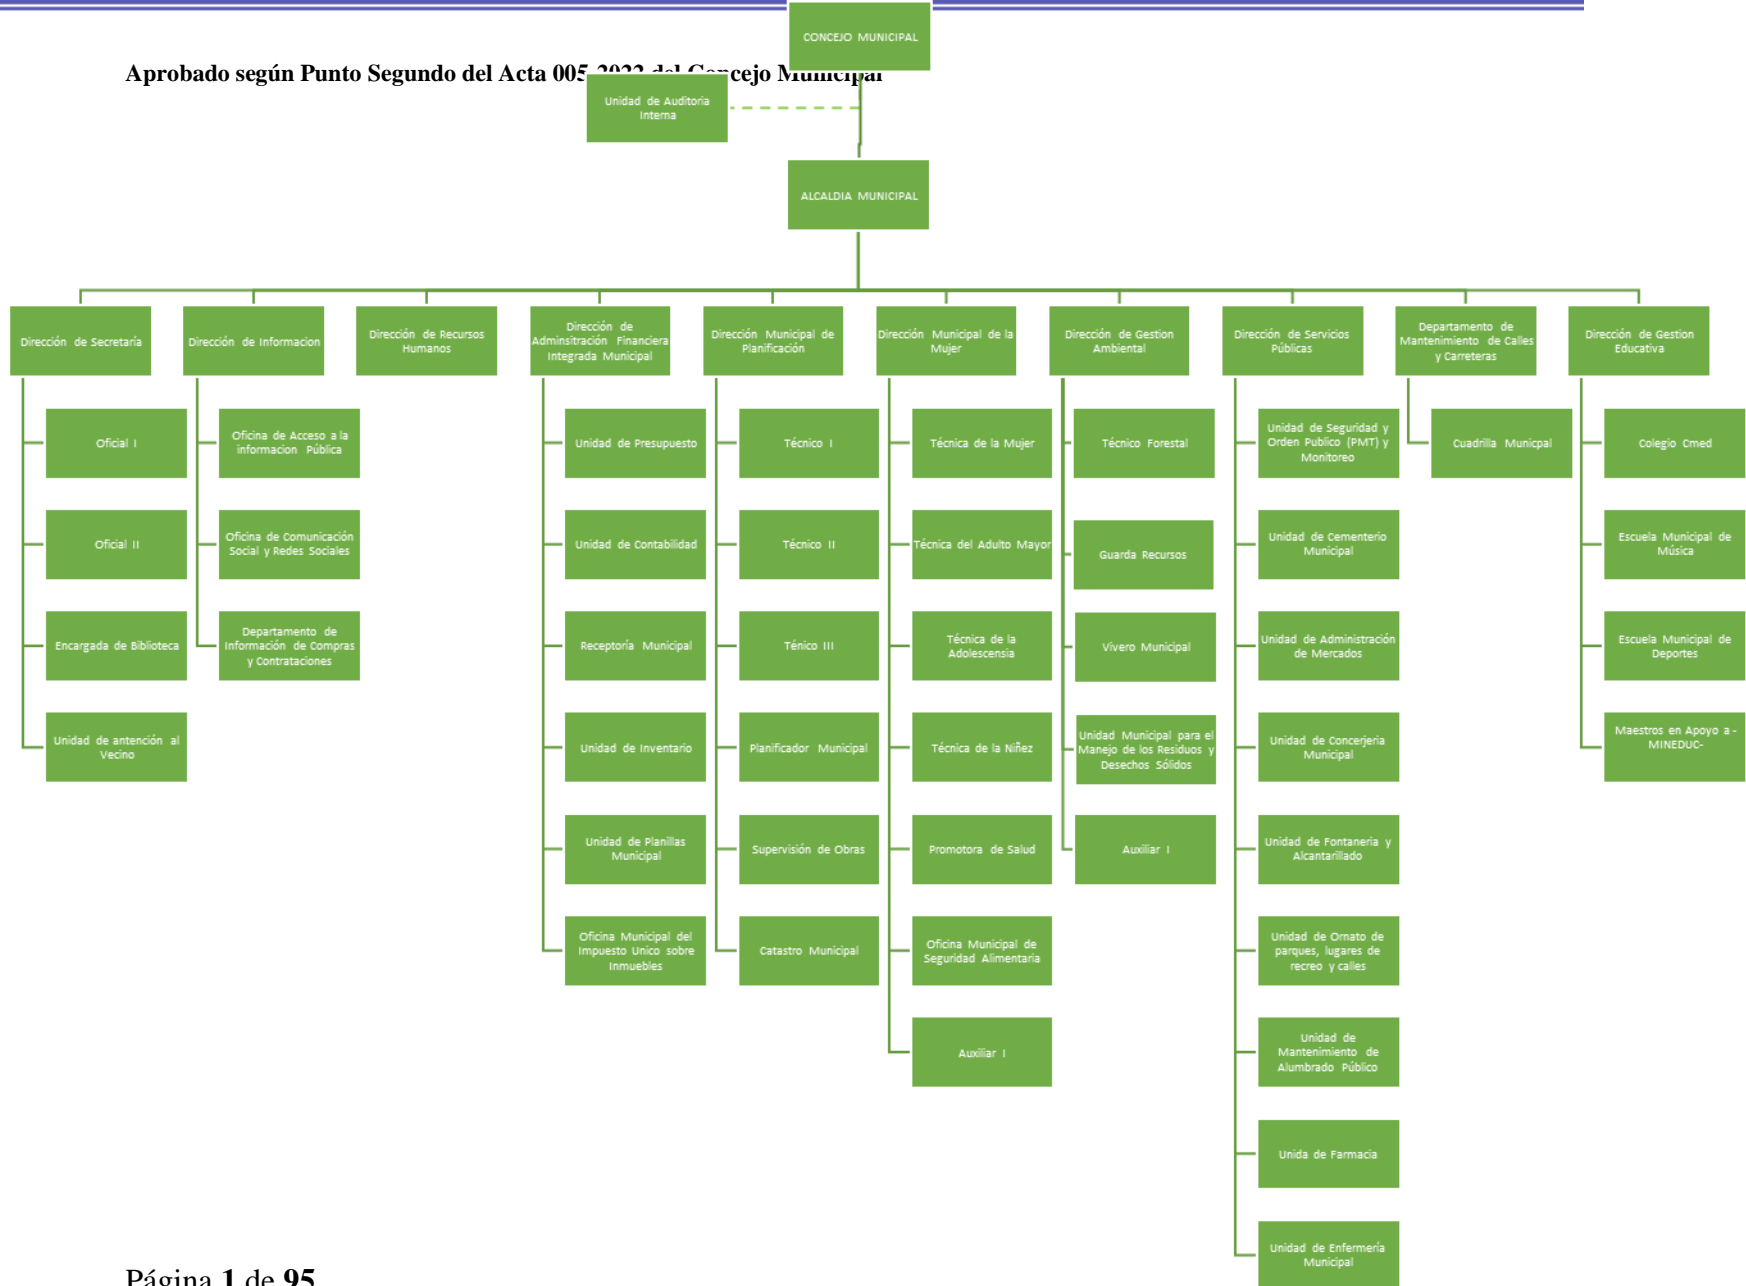 CONCEJO MUNICIPAL
Aprobado según Punto Segundo del Acta 005-2022 del Concejo Municipal
Unidad de Auditoria
Interna
ALCALDIA MUNICIPAL
Dirección de Secretaría
Dirección de Informacion
Dirección de Recursos
Humanos
Dirección de
Adminsitración Financiera
Integrada Municipal
Dirección Municipal de
Planificación
Dirección Municipal de la
Mujer
Dirección de Gestion
Ambiental
Dirección de Servicios
Públicas
Departamento de
Mantenimiento de Calles
y Carreteras
Dirección de Gestion
Educativa
Oficial I
Oficial II
Encargada de Biblioteca
Unidad de antención al
Vecino
Oficina de Acceso a la
informacion Pública
Oficina de Comunicación
Social y Redes Sociales
Departamento de
Información de Compras
y Contrataciones
Unidad de Presupuesto
Unidad de Contabilidad
Receptoría Municipal
Unidad de Inventario
Unidad de Planillas
Municipal
Oficina Municipal del
Impuesto Unico sobre
Inmuebles
Técnico I
Técnico II
Ténico III
Planificador Municipal
Supervisión de Obras
Catastro Municipal
Técnica de la Mujer
Técnica del Adulto Mayor
Técnica de la
Adolescensia
Técnica de la Niñez
Promotora de Salud
Oficina Municipal de
Seguridad Alimentaria
Auxiliar I
Técnico Forestal
Guarda Recursos
Vivero Municipal
Unidad Municipal para el
Manejo de los Residuos y
Desechos Sólidos
Auxiliar I
Unidad de Seguridad y
Orden Publico (PMT) y
Monitoreo
Unidad de Cementerio
Municipal
Unidad de Administración
de Mercados
Unidad de Concerjeria
Municipal
Unidad de Fontaneria y
Alcantarillado
Unidad de Ornato de
parques, lugares de
recreo y calles
Unidad de
Mantenimiento de
Alumbrado Público
Unida de Farmacia
Unidad de Enfermería
Municipal
Cuadrilla Municpal
Colegio Cmed
Escuela Municipal de
Música
Escuela Municipal de
Deportes
Maestros en Apoyo a -
MINEDUC-
Página 1 de 95